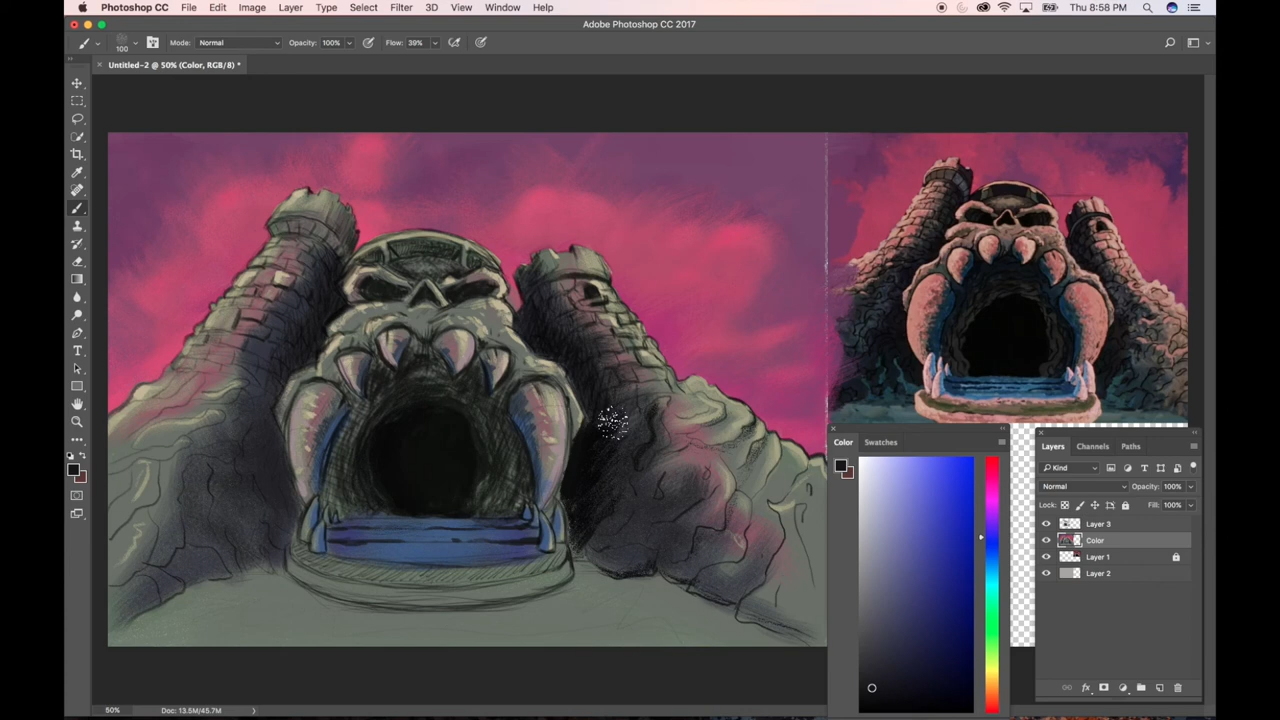 Photoshop CC File Edit Image Layer Type Select Filter 3D View Window Help Thu 8:58 PM
Adobe Photoshop CC 2017
100 Mode: Normal Opacity: 100% Flow: 39%
Untitled-2 @ 50% (Color, RGB/8) *
Color Swatches
Layers Channels Paths
Kind
Normal Opacity: 100%
Lock: Fill: 100%
Layer 3
Color
Layer 1
Layer 2
fx
50% Doc: 13.5M/45.7M